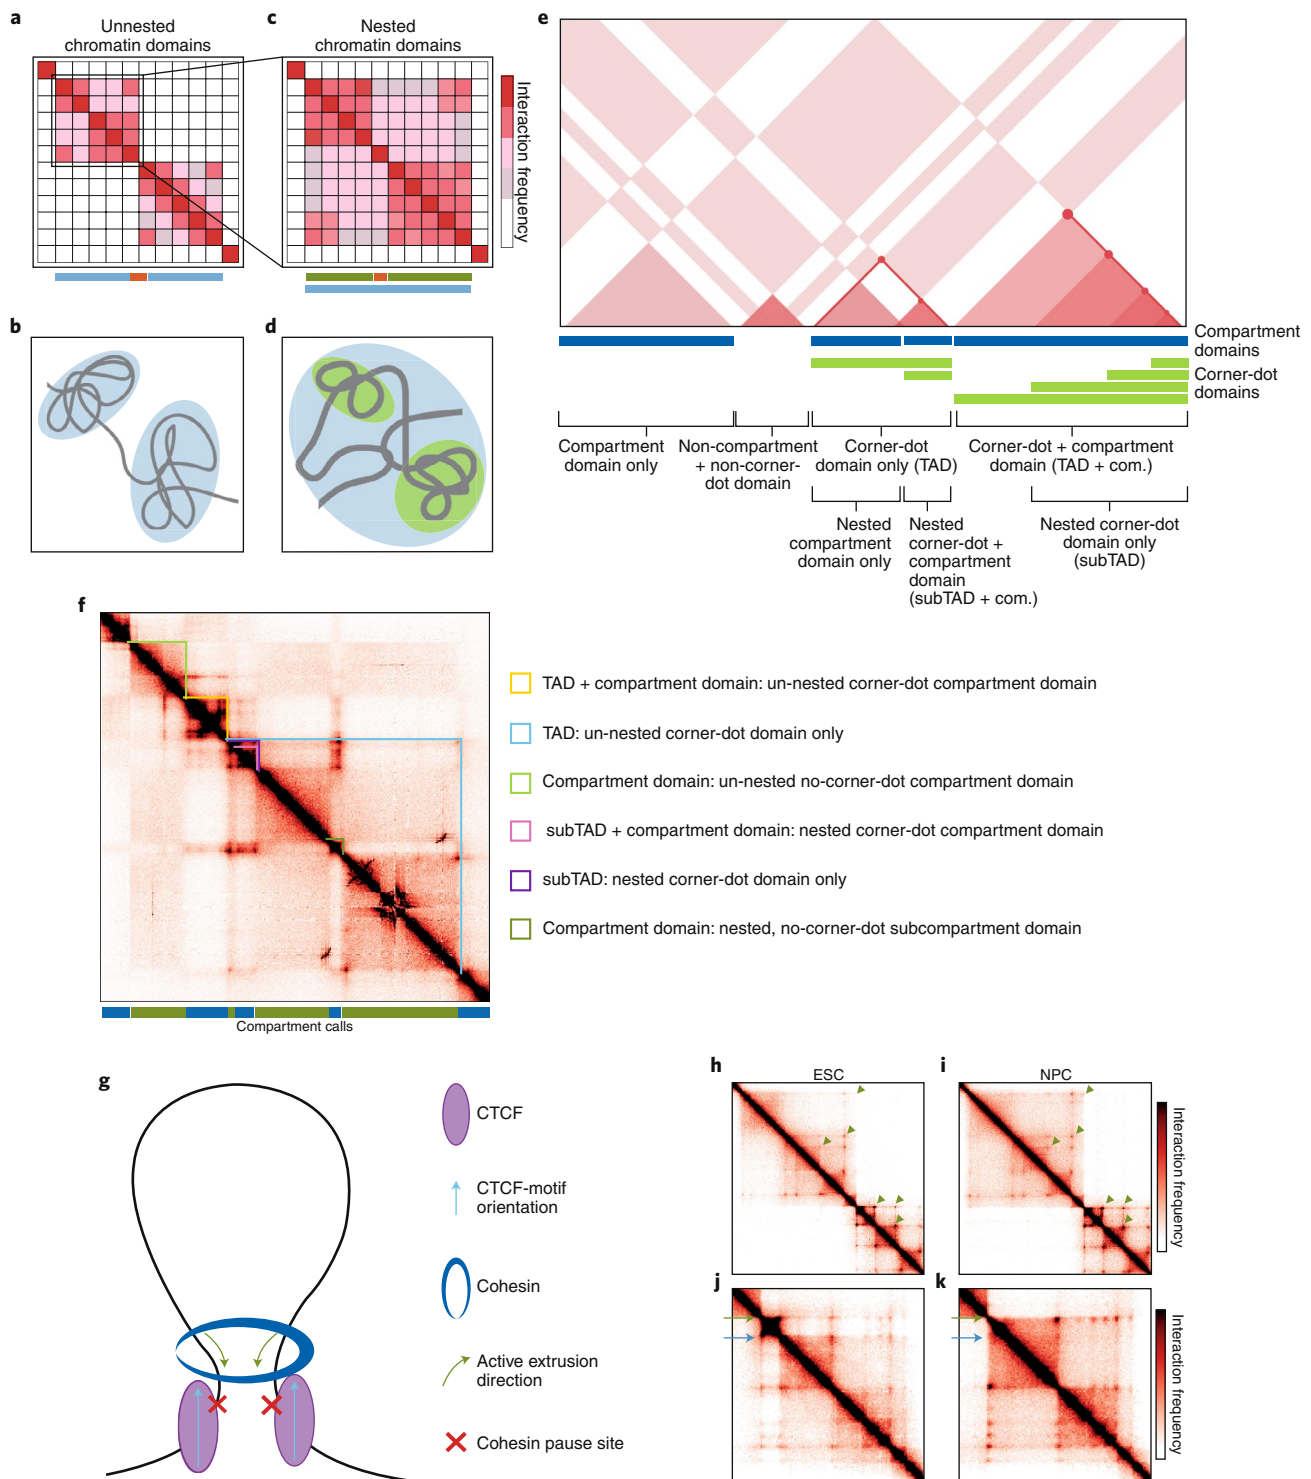 a
Unnested
chromatin domains
c
Nested
chromatin domains
Interaction frequency
b
d
e
Compartment
domains
Corner-dot
domains
Compartment
domain only
Non-compartment
+ non-corner-
dot domain
Corner-dot
domain only (TAD)
Corner-dot + compartment
domain (TAD + com.)
Nested
compartment
domain only
Nested
corner-dot +
compartment
domain
(subTAD + com.)
Nested corner-dot
domain only
(subTAD)
f
Compartment calls
TAD + compartment domain: un-nested corner-dot compartment domain
TAD: un-nested corner-dot domain only
Compartment domain: un-nested no-corner-dot compartment domain
subTAD + compartment domain: nested corner-dot compartment domain
subTAD: nested corner-dot domain only
Compartment domain: nested, no-corner-dot subcompartment domain
g
CTCF
CTCF-motif
orientation
Cohesin
Active extrusion
direction
Cohesin pause site
h
ESC
i
NPC
Interaction frequency
j
k
Interaction frequency